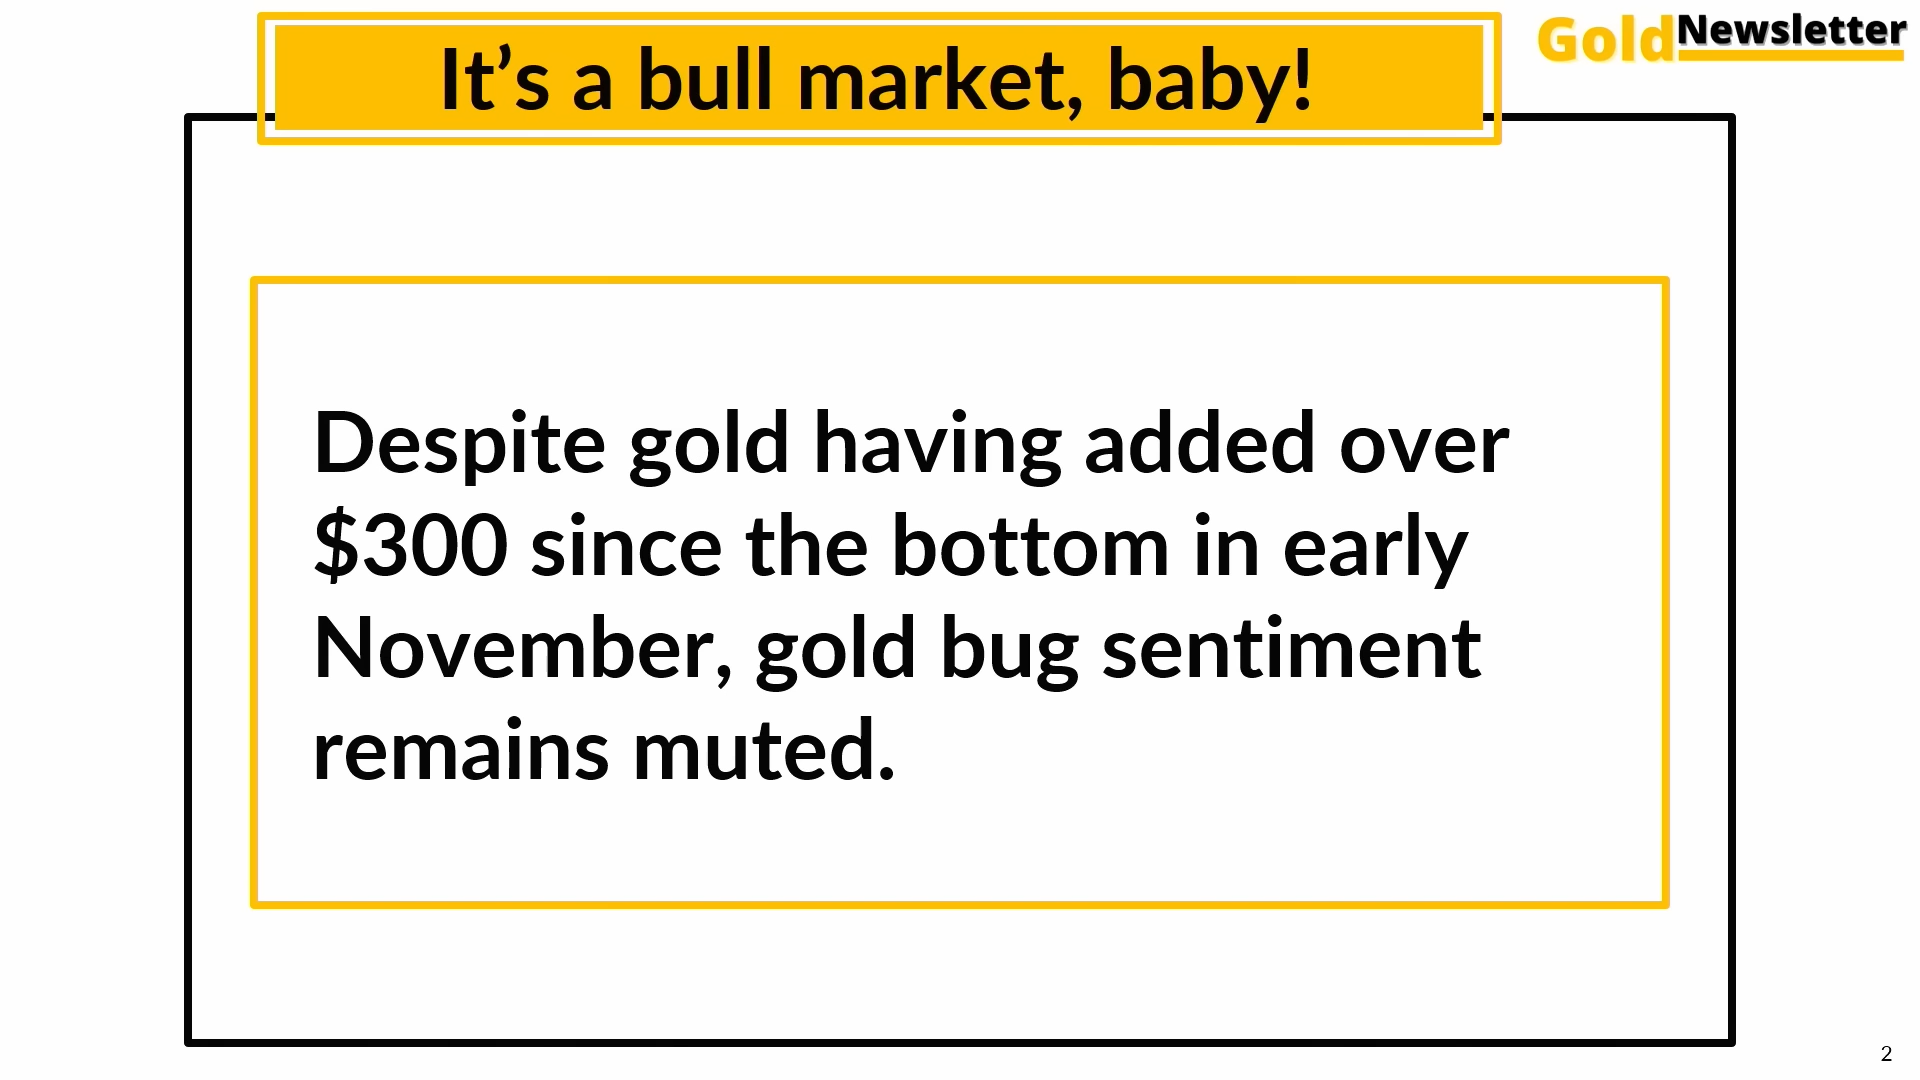 It’s a bull market, baby!
GoldNewsletter
Despite gold having added over
$300 since the bottom in early
November, gold bug sentiment
remains muted.
2